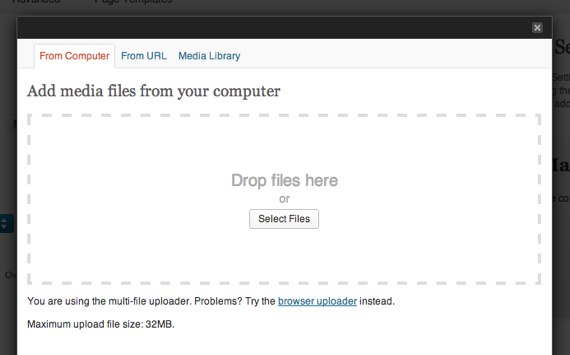 Advanced Page Templates
From Computer From URL Media Library
Add media files from your computer
Drop files here
or
Select Files
You are using the multi-file uploader. Problems? Try the browser uploader instead.
Maximum upload file size: 32MB.